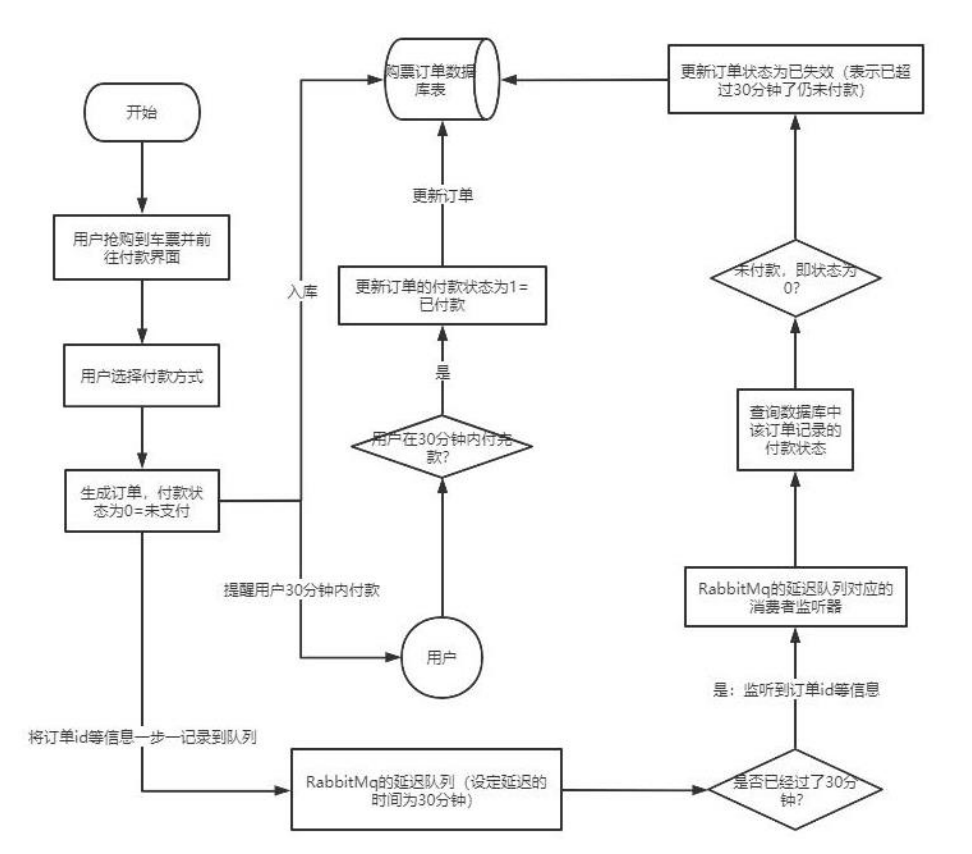 开始
用户抢购到车票并前
往付款界面
用户选择付款方式
生成订单，付款状
态为0=未支付
将订单id等信息一步一记录到队列
入库
提醒用户30分钟内付款
购票订单数据
库表
更新订单
更新订单的付款状态为1=
已付款
是
用户在30分钟内付完
款？
用户
RabbitMq的延迟队列（设定延迟的
时间为30分钟）
更新订单状态为已失效（表示已超
过30分钟了仍未付款）
未付款，即状态为
0？
查询数据库中
该订单记录的
付款状态
RabbitMq的延迟队列对应的
消费者监听器
是：监听到订单id等信息
是否已经过了30分
钟？